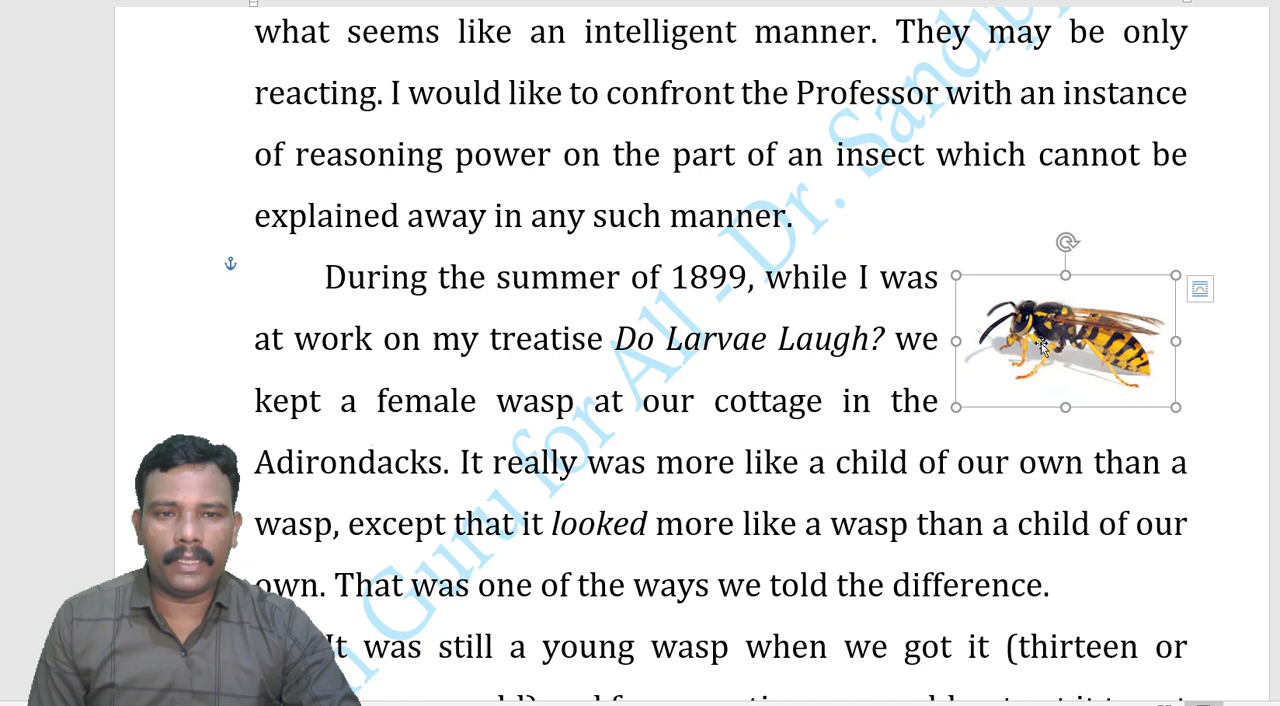 what seems like an intelligent manner. They may be only
reacting. I would like to confront the Professor with an instance
of reasoning power on the part of an insect which cannot be
explained away in any such manner.
During the summer of 1899, while I was
at work on my treatise Do Larvae Laugh? we
kept a female wasp at our cottage in the
Adirondacks. It really was more like a child of our own than a
wasp, except that it looked more like a wasp than a child of our
own. That was one of the ways we told the difference.
It was still a young wasp when we got it (thirteen or
Guru for All - Dr. Sandip